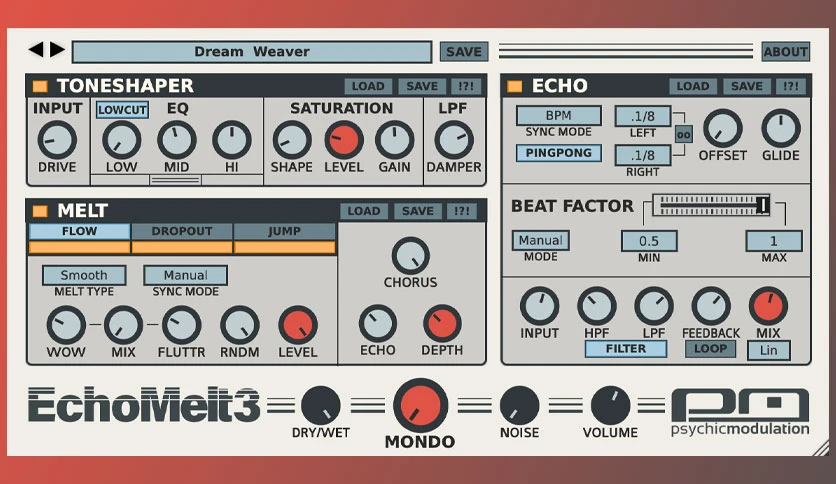 Dream Weaver SAVE ABOUT
TONESHAPER LOAD SAVE !?!
INPUT LOWCUT EQ SATURATION LPF
DRIVE LOW MID HI SHAPE LEVEL GAIN DAMPER
MELT LOAD SAVE !?!
FLOW DROPOUT JUMP
Smooth Manual
MELT TYPE SYNC MODE
CHORUS
WOW MIX FLUTTR RNDM LEVEL ECHO DEPTH
ECHO LOAD SAVE !?!
BPM .1/8
SYNC MODE LEFT
PINGPONG .1/8
RIGHT
OFFSET GLIDE
BEAT FACTOR
Manual 0.5 1
MODE MIN MAX
INPUT HPF LPF FEEDBACK MIX
FILTER LOOP Lin
EchoMelt3
DRY/WET MONDO NOISE VOLUME
PM
psychicmodulation